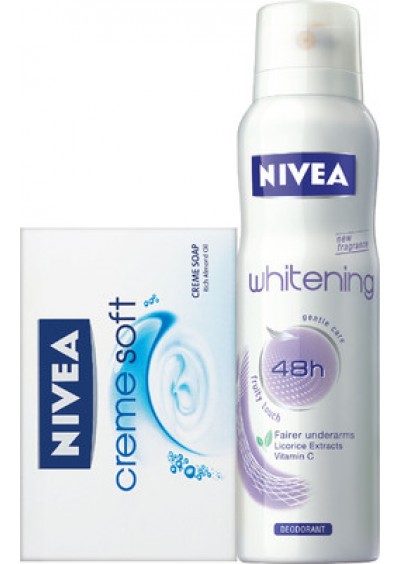 NIVEA
creme soft
CREME SOAP
Rich Almond Oil
NIVEA
new
fragrance
whitening
gentle care
48h
fruity touch
Fairer underarms
Licorice Extracts
Vitamin C
DEODORANT